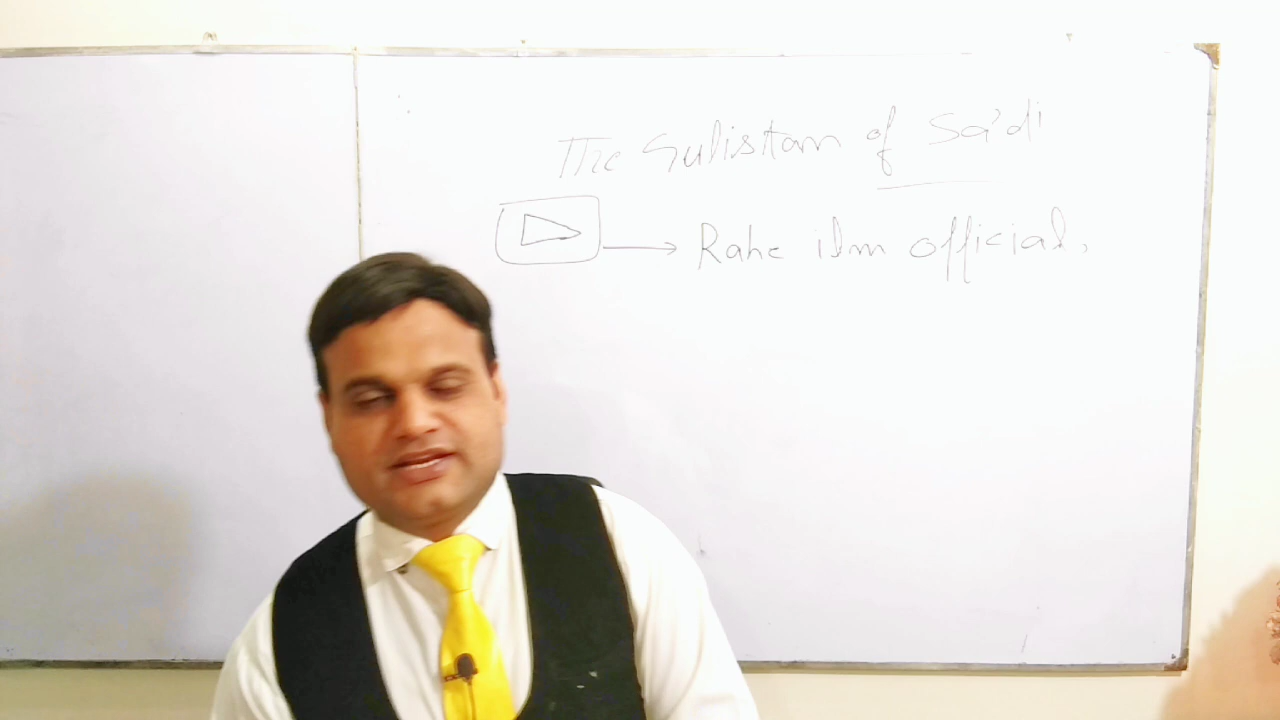 The Gulistan of Sa'di
Rahe ilm official,